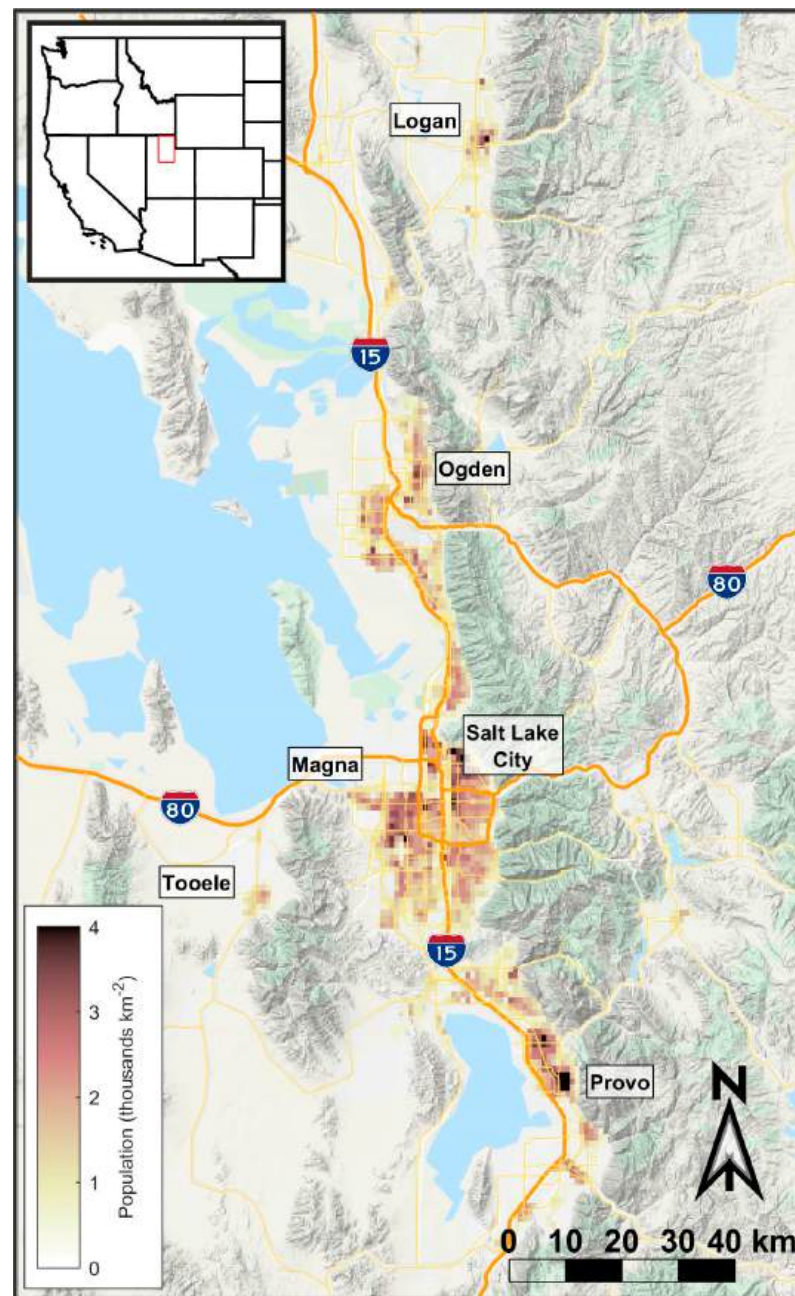 Logan
15
Ogden
80
Salt Lake
City
Magna
80
Tooele
15
4
3
2
1
0
Population (thousands km-2)
Provo
N
0 10 20 30 40 km